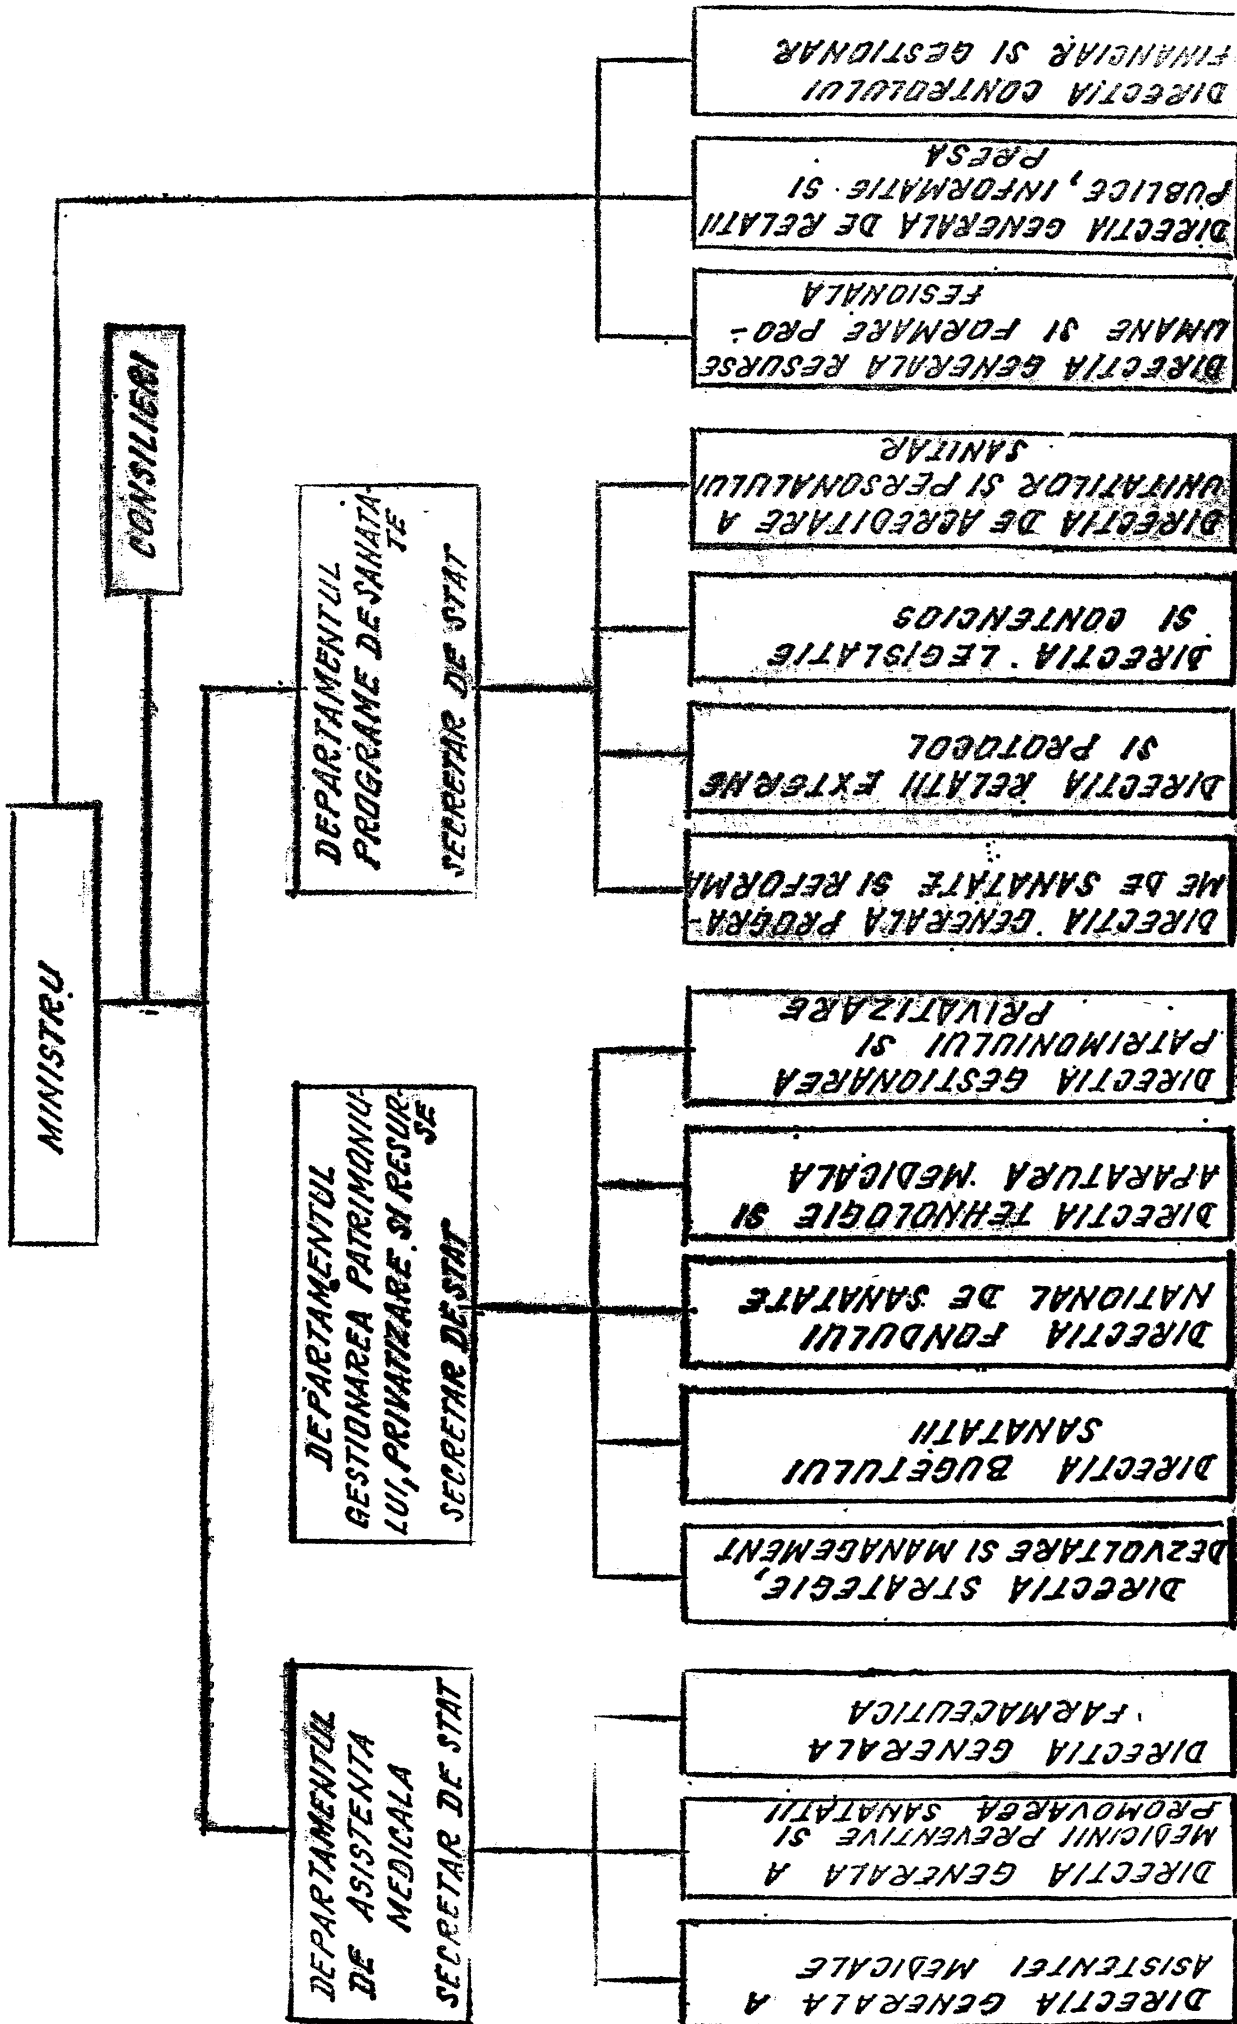 MINISTRU
CONSILIERI
DEPARTAMENTUL
DE ASISTENTA
MEDICALA
SECRETAR DE STAT
DEPARTAMENTUL
GESTIONAREA PATRIMONIU-
LUI, PRIVATIZARE SI RESUR-
SE
SECRETAR DE STAT
DEPARTAMENTUL
PROGRAME DE SANATA-
TE
SECRETAR DE STAT
DIRECTIA GENERALA A
ASISTENTEI MEDICALE
DIRECTIA GENERALA A
MEDICINII PREVENTIVE SI
PROMOVAREA SANATATII
DIRECTIA GENERALA
FARMACEUTICA
DIRECTIA STRATEGIE,
DEZVOLTARE SI MANAGEMENT
DIRECTIA BUGETULUI
SANATATII
DIRECTIA FONDULUI
NATIONAL DE SANATATE
DIRECTIA TEHNOLOGIE SI
APARATURA MEDICALA
DIRECTIA GESTIONAREA
PATRIMONIULUI SI
PRIVATIZARE
DIRECTIA GENERALA PROGRA-
ME DE SANATATE SI REFORMA
DIRECTIA RELATII EXTERNE
SI PROTOCOL
DIRECTIA LEGISLATIE
SI CONTENCIOS
DIRECTIA DE ACREDITARE A
UNITATILOR SI PERSONALULUI
SANITAR
DIRECTIA GENERALA RESURSE
UMANE SI FORMARE PRO-
FESIONALA
DIRECTIA GENERALA DE RELATII
PUBLICE, INFORMATIE SI
PRESA
DIRECTIA CONTROLULUI
FINANCIAR SI GESTIONAR